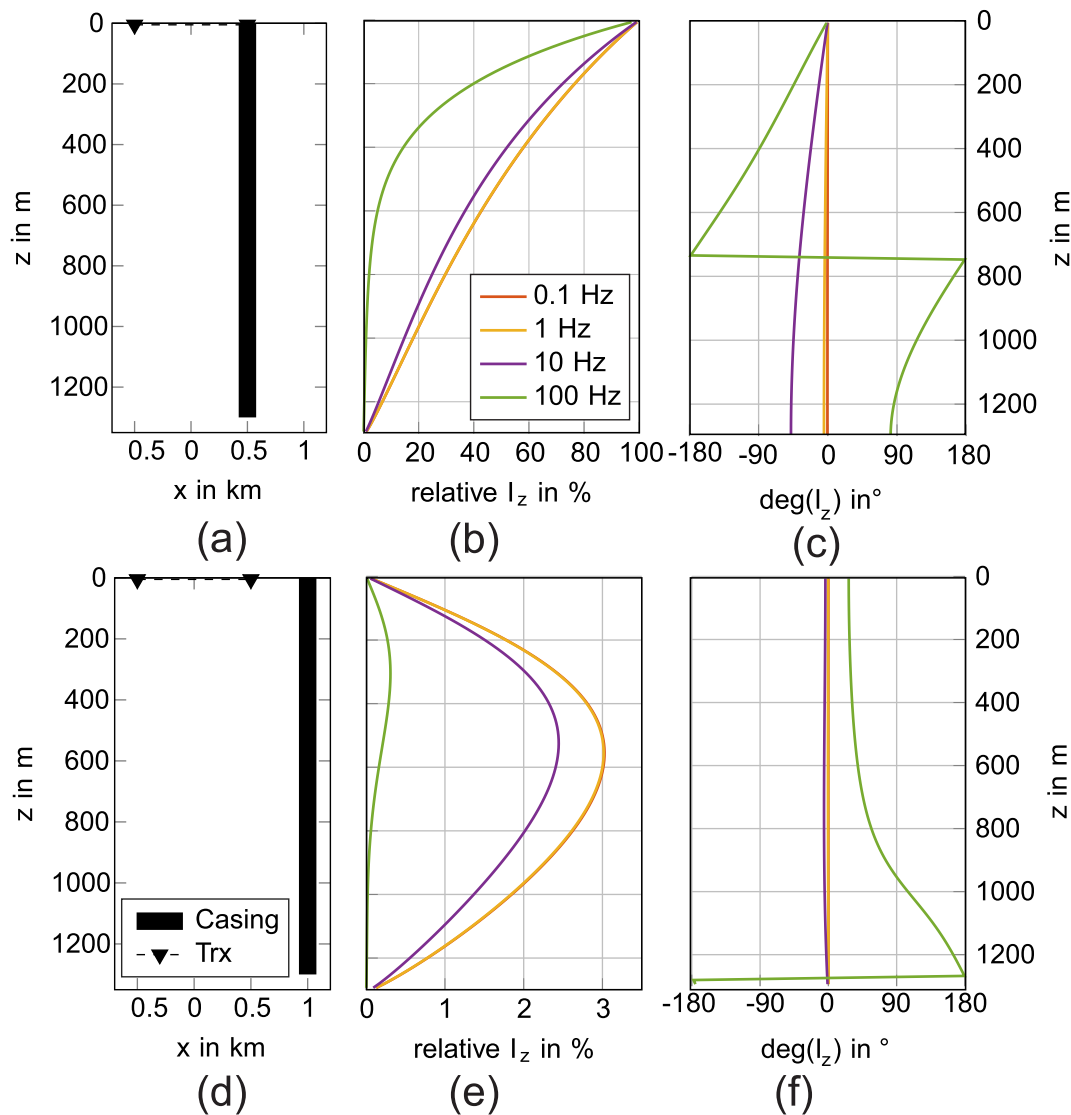 0
200
400
600
800
1000
1200
z in m
0.5 0 0.5 1
x in km
(a)
0.1 Hz
1 Hz
10 Hz
100 Hz
0 20 40 60 80 100
relative I z in %
(b)
0
200
400
600
800
1000
1200
z in m
-180 -90 0 90 180
deg(Iz) in°
(c)
0
200
400
600
800
1000
1200
z in m
Casing
Trx
0.5 0 0.5 1
x in km
(d)
0 1 2 3
relative I z in %
(e)
0
200
400
600
800
1000
1200
z in m
-180 -90 0 90 180
deg(Iz) in °
(f)